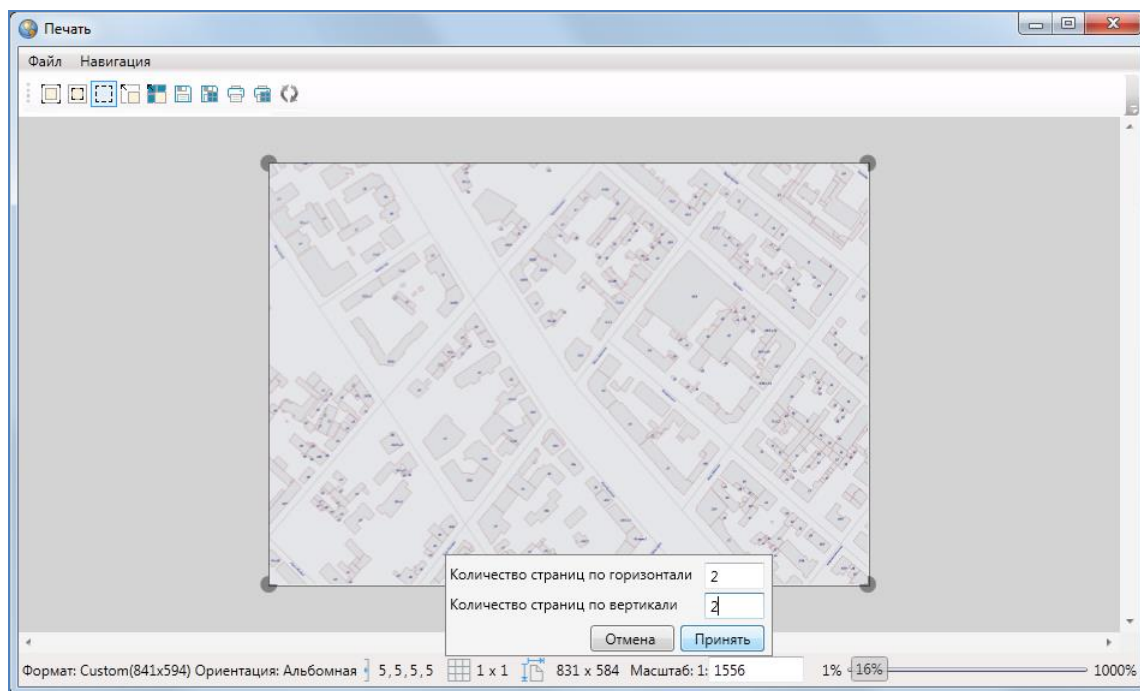 Печать
Файл Навигация
Количество страниц по горизонтали 2
Количество страниц по вертикали 2
Отмена Принять
Формат: Custom(841x594) Ориентация: Альбомная 5,5,5,5 1 x 1 831 x 584 Масштаб: 1: 1556 1% 16% 1000%